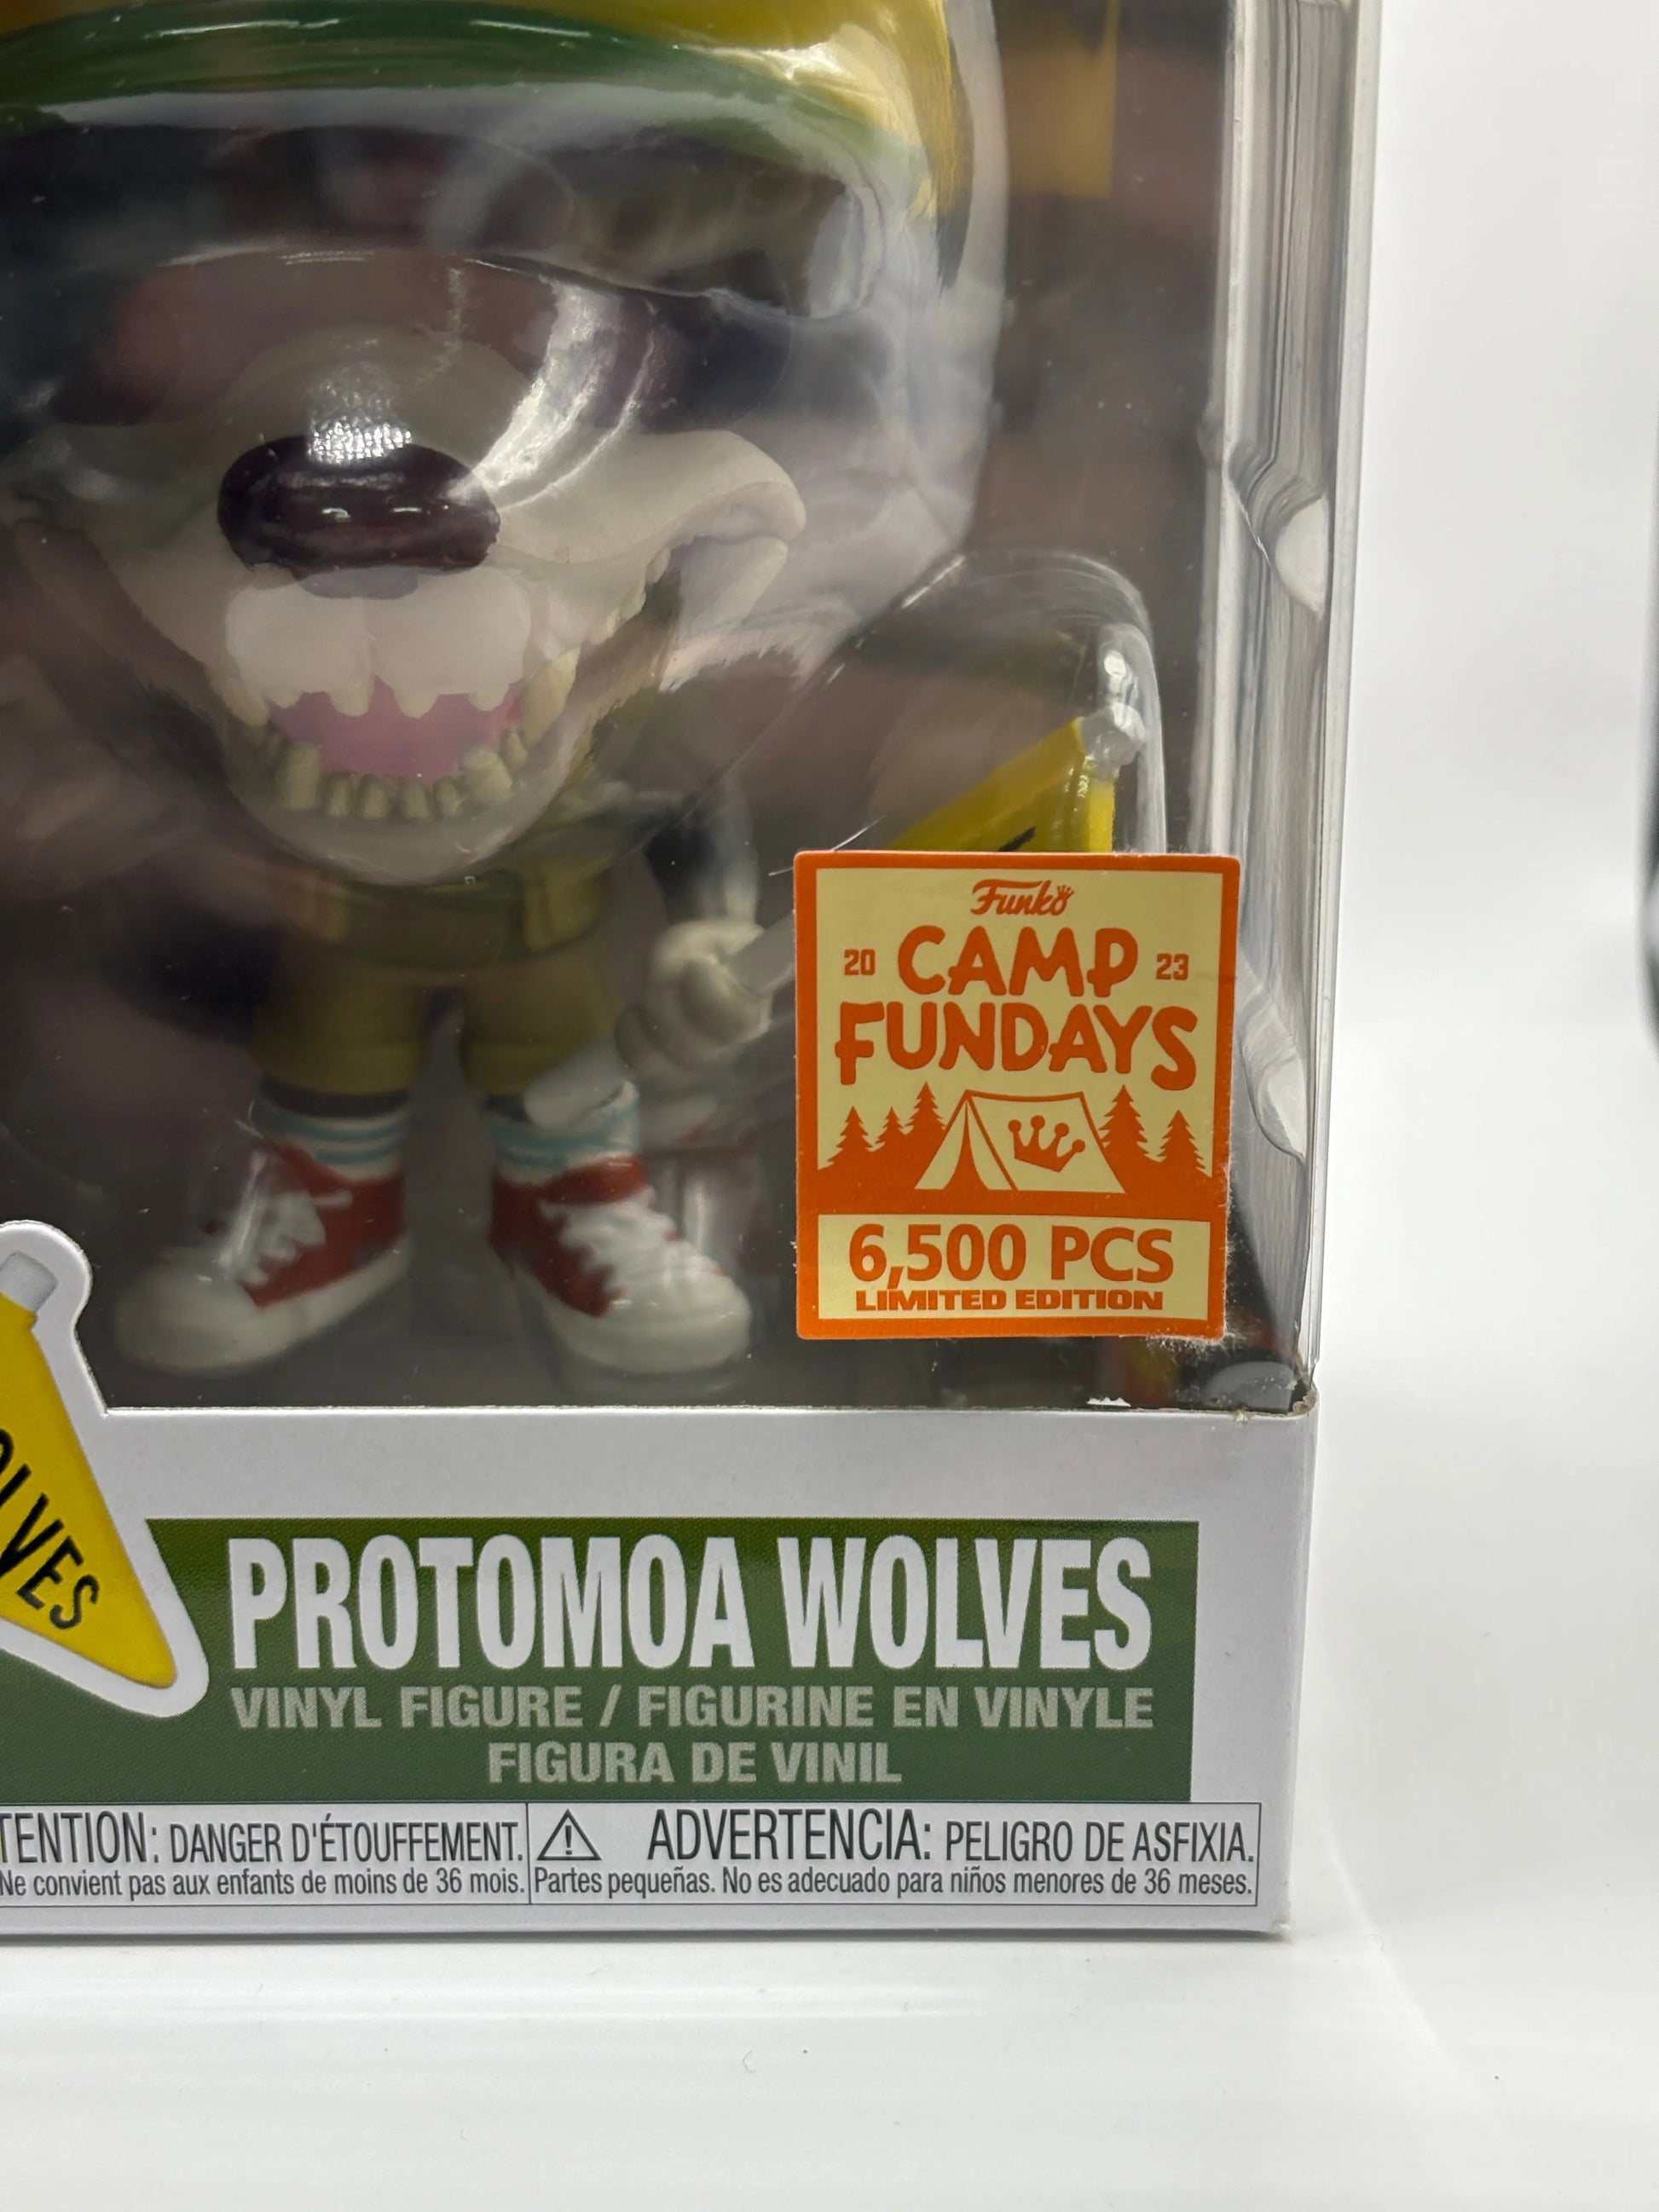 Funko
20 CAMP 23
FUNDAYS
6,500 PCS
LIMITED EDITION
PROTOMOA WOLVES
VINYL FIGURE / FIGURINE EN VINYLE
FIGURA DE VINIL
DANGER D'ÉTOUFFEMENT.
Ne convient pas aux enfants de moins de 36 mois.
ADVERTENCIA: PELIGRO DE ASFIXIA.
Partes pequeñas. No es adecuado para niños menores de 36 meses.